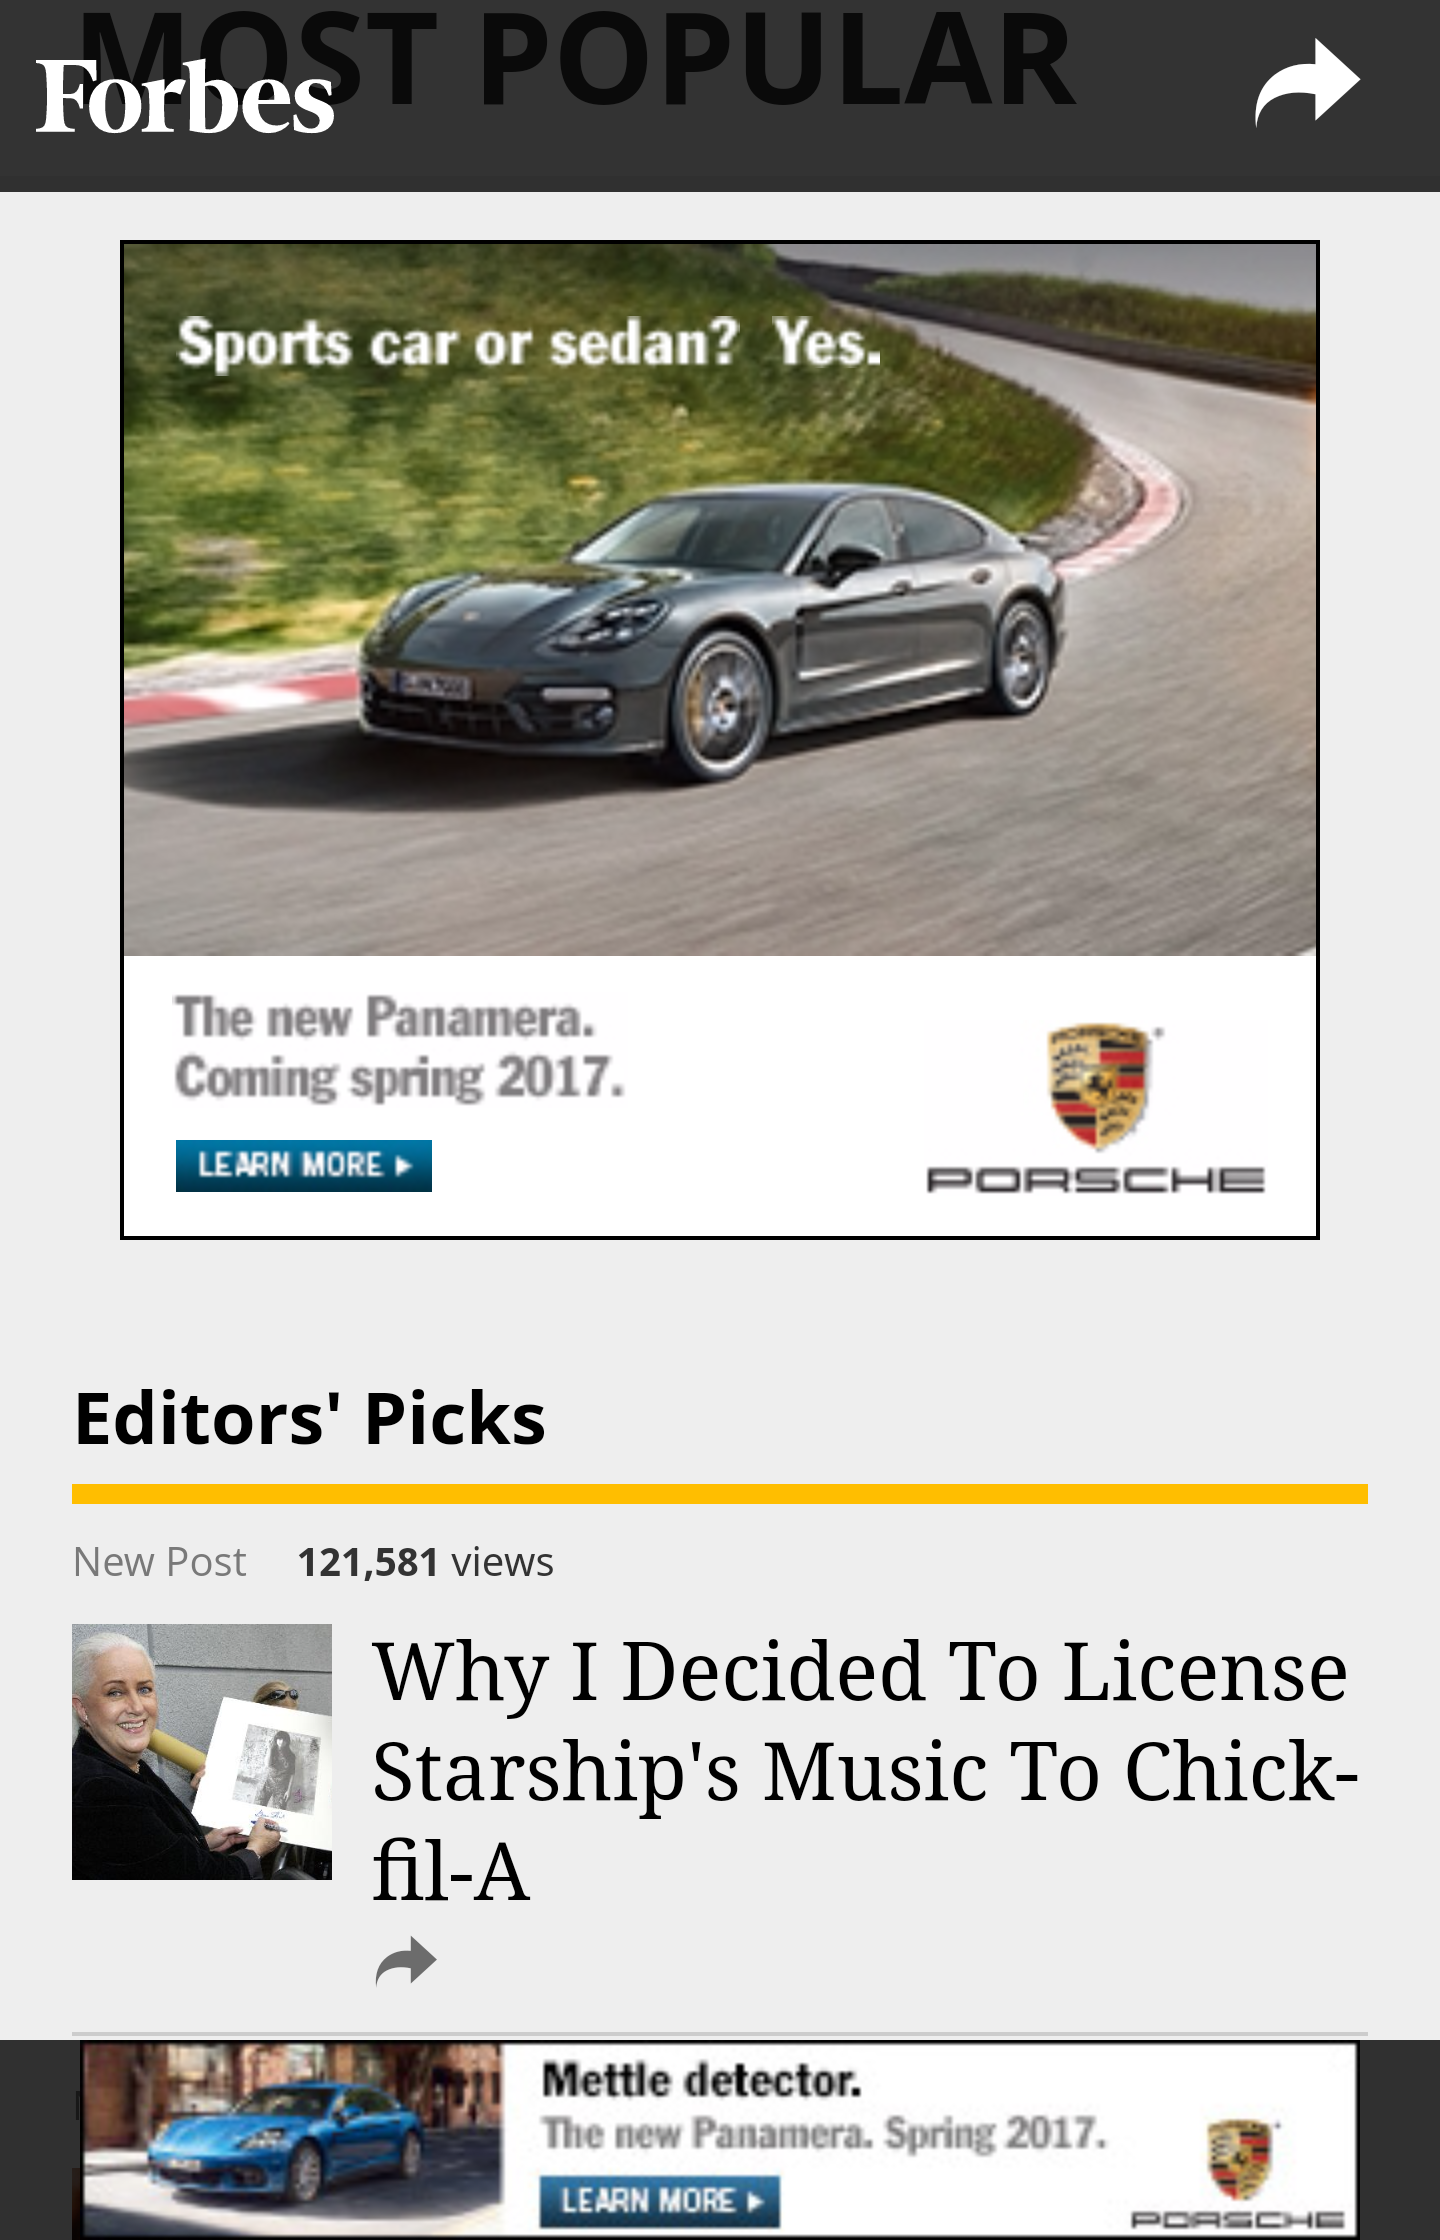 MOST POPULAR
Forbes
Sports car or sedan? Yes.
The new Panamera.
Coming spring 2017.
LEARN MORE
PORSCHE
Editors' Picks
New Post 121,581 views
Why I Decided To License
Starship's Music To Chick-
fil-A
Mettle detector.
The new Panamera. Spring 2017.
LEARN MORE
PORSCHE